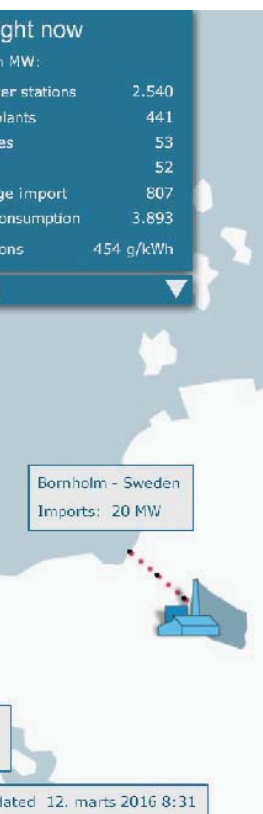 ght now
MW:
er stations 2.540
plants 441
es 53
52
ge import 807
onsumption 3.893
ons 454 g/kWh
Bornholm - Sweden
Imports: 20 MW
dated 12. marts 2016 8:31